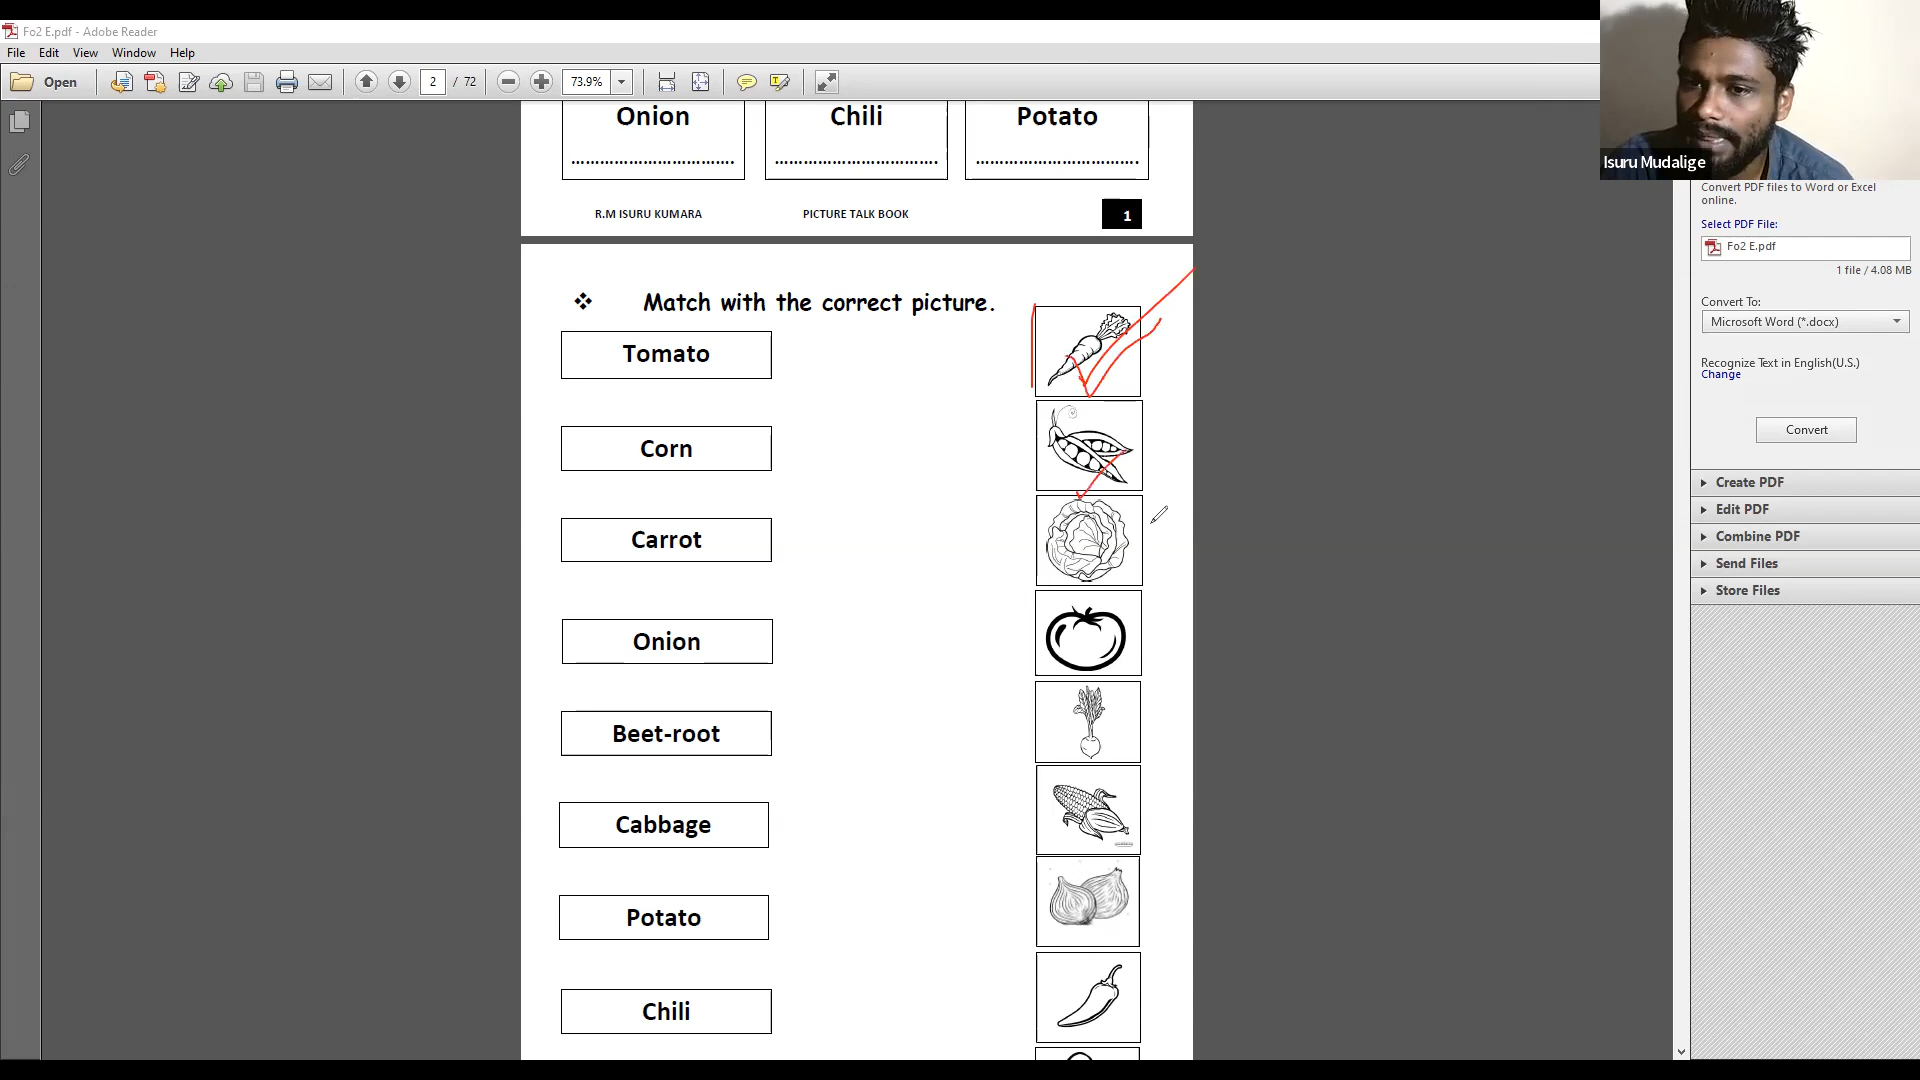 Fo2 E.pdf - Adobe Reader
File Edit View Window Help
Open 2 / 72 73.9%
Onion Chili Potato
................................ ................................ ................................
R.M ISURU KUMARA PICTURE TALK BOOK 1
❖ Match with the correct picture.
Tomato
Corn
Carrot
Onion
Beet-root
Cabbage
Potato
Chili
Isuru Mudalige
Convert PDF files to Word or Excel
online.
Select PDF File:
Fo2 E.pdf
1 file / 4.08 MB
Convert To:
Microsoft Word (*.docx)
Recognize Text in English(U.S.)
Change
Convert
Create PDF
Edit PDF
Combine PDF
Send Files
Store Files